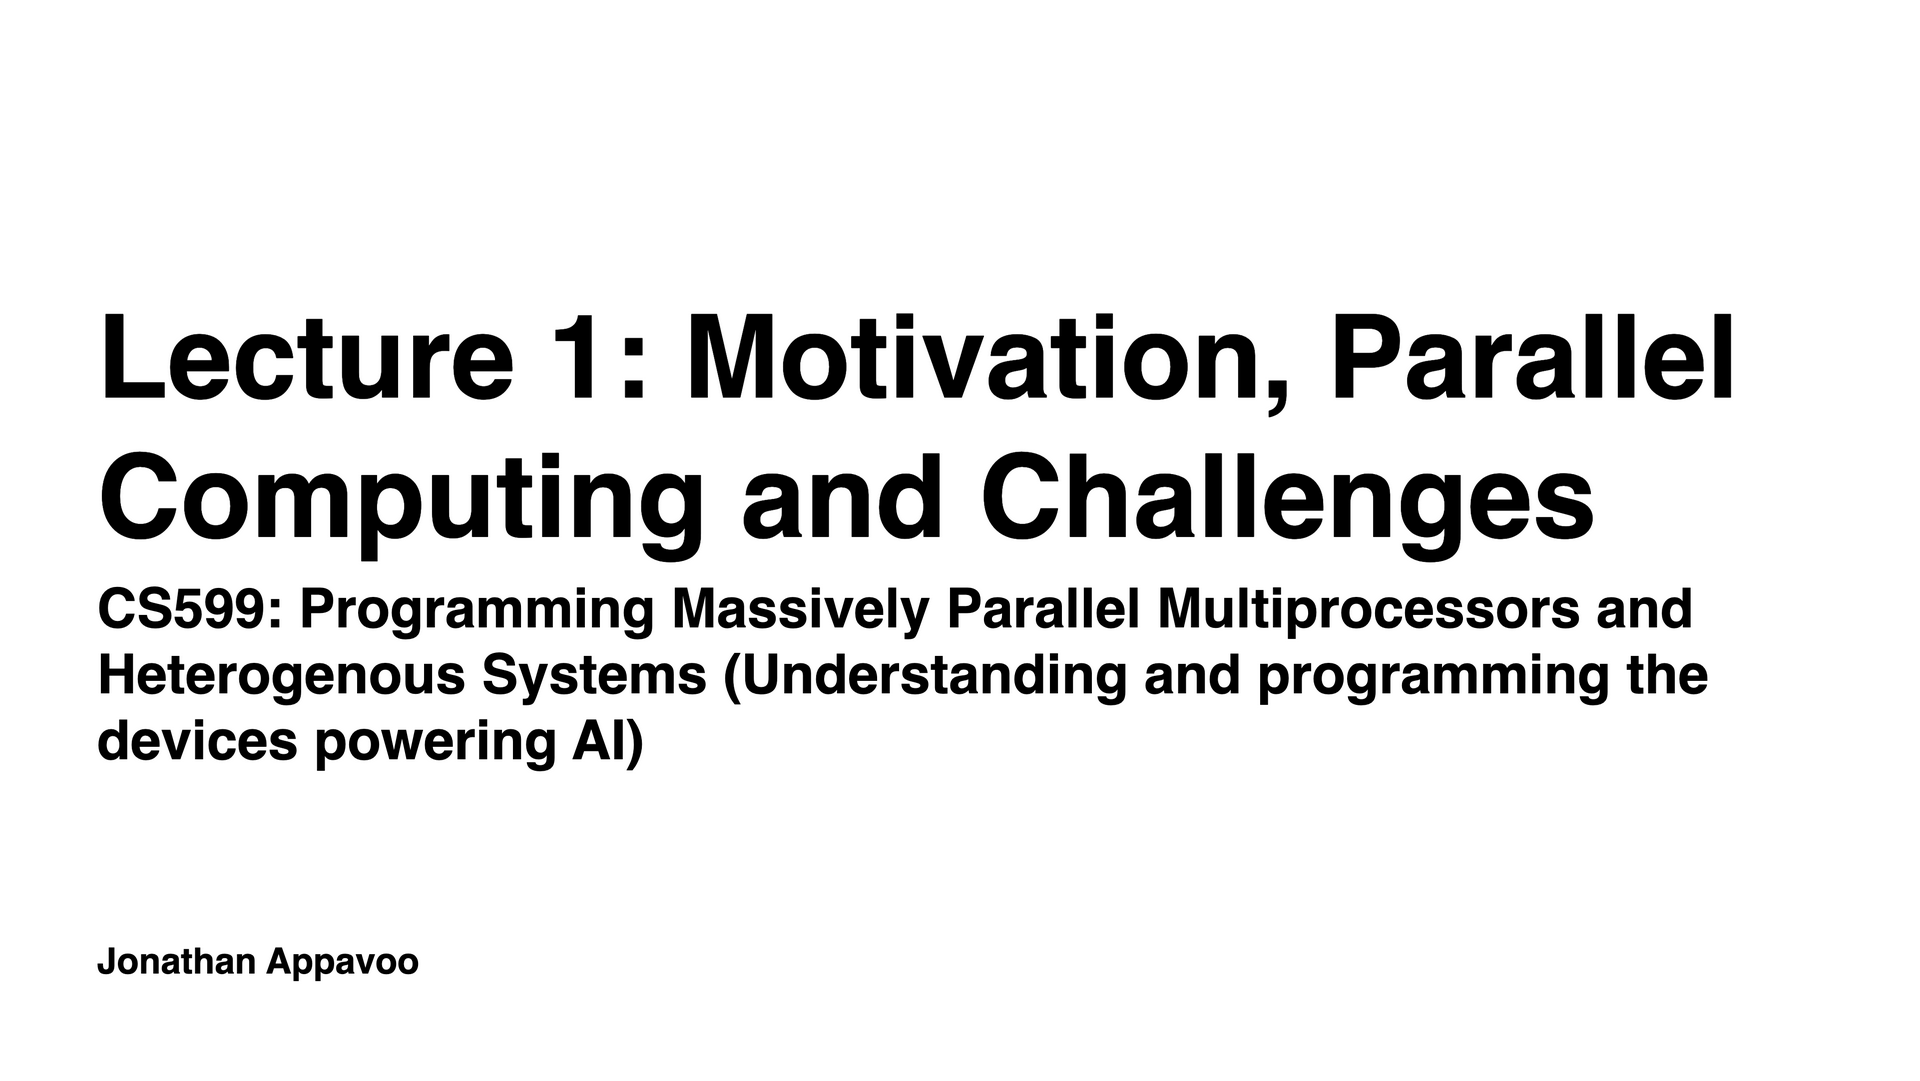 Lecture 1: Motivation, Parallel
Computing and Challenges
CS599: Programming Massively Parallel Multiprocessors and
Heterogenous Systems (Understanding and programming the
devices powering AI)
Jonathan Appavoo